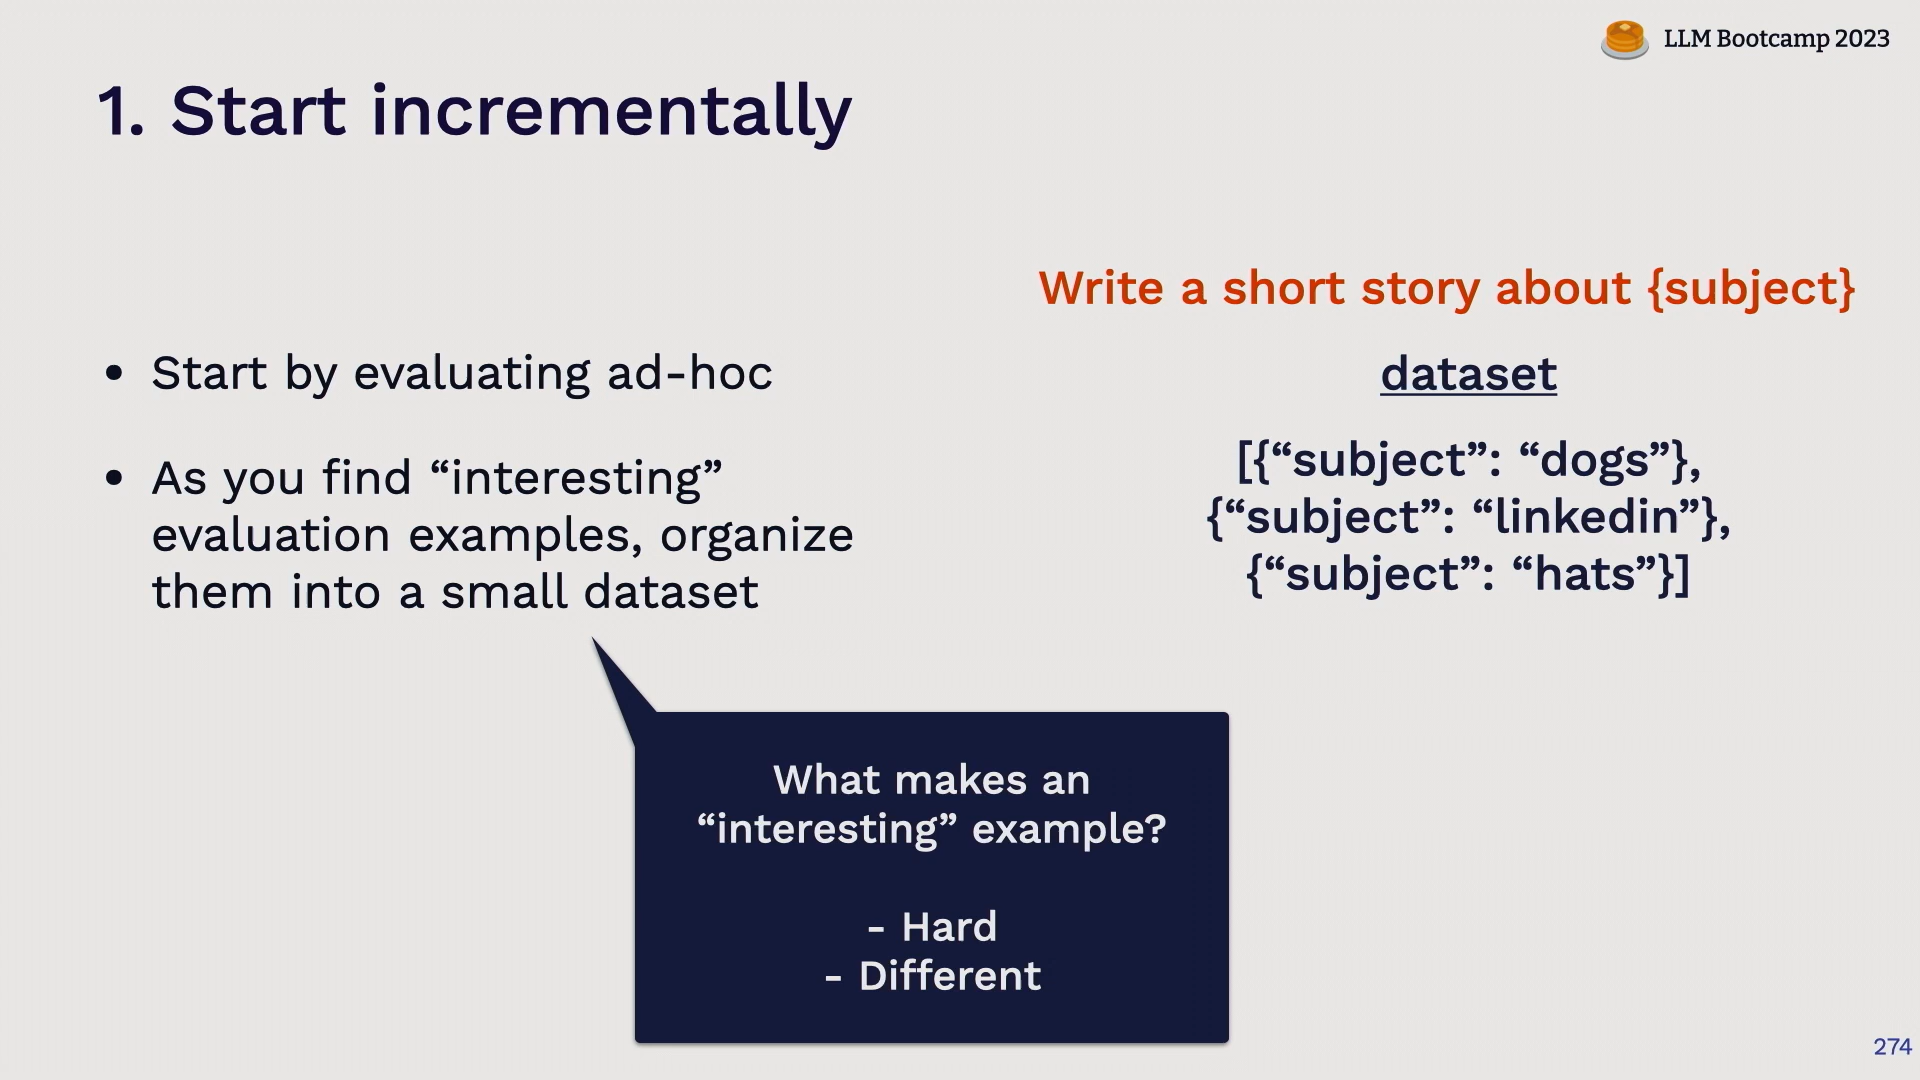 LLM Bootcamp 2023
1. Start incrementally
• Start by evaluating ad-hoc
• As you find “interesting”
evaluation examples, organize
them into a small dataset
Write a short story about {subject}
dataset
[{“subject”: “dogs”},
{“subject”: “linkedin”},
{“subject”: “hats”}]
What makes an
“interesting” example?
- Hard
- Different
274